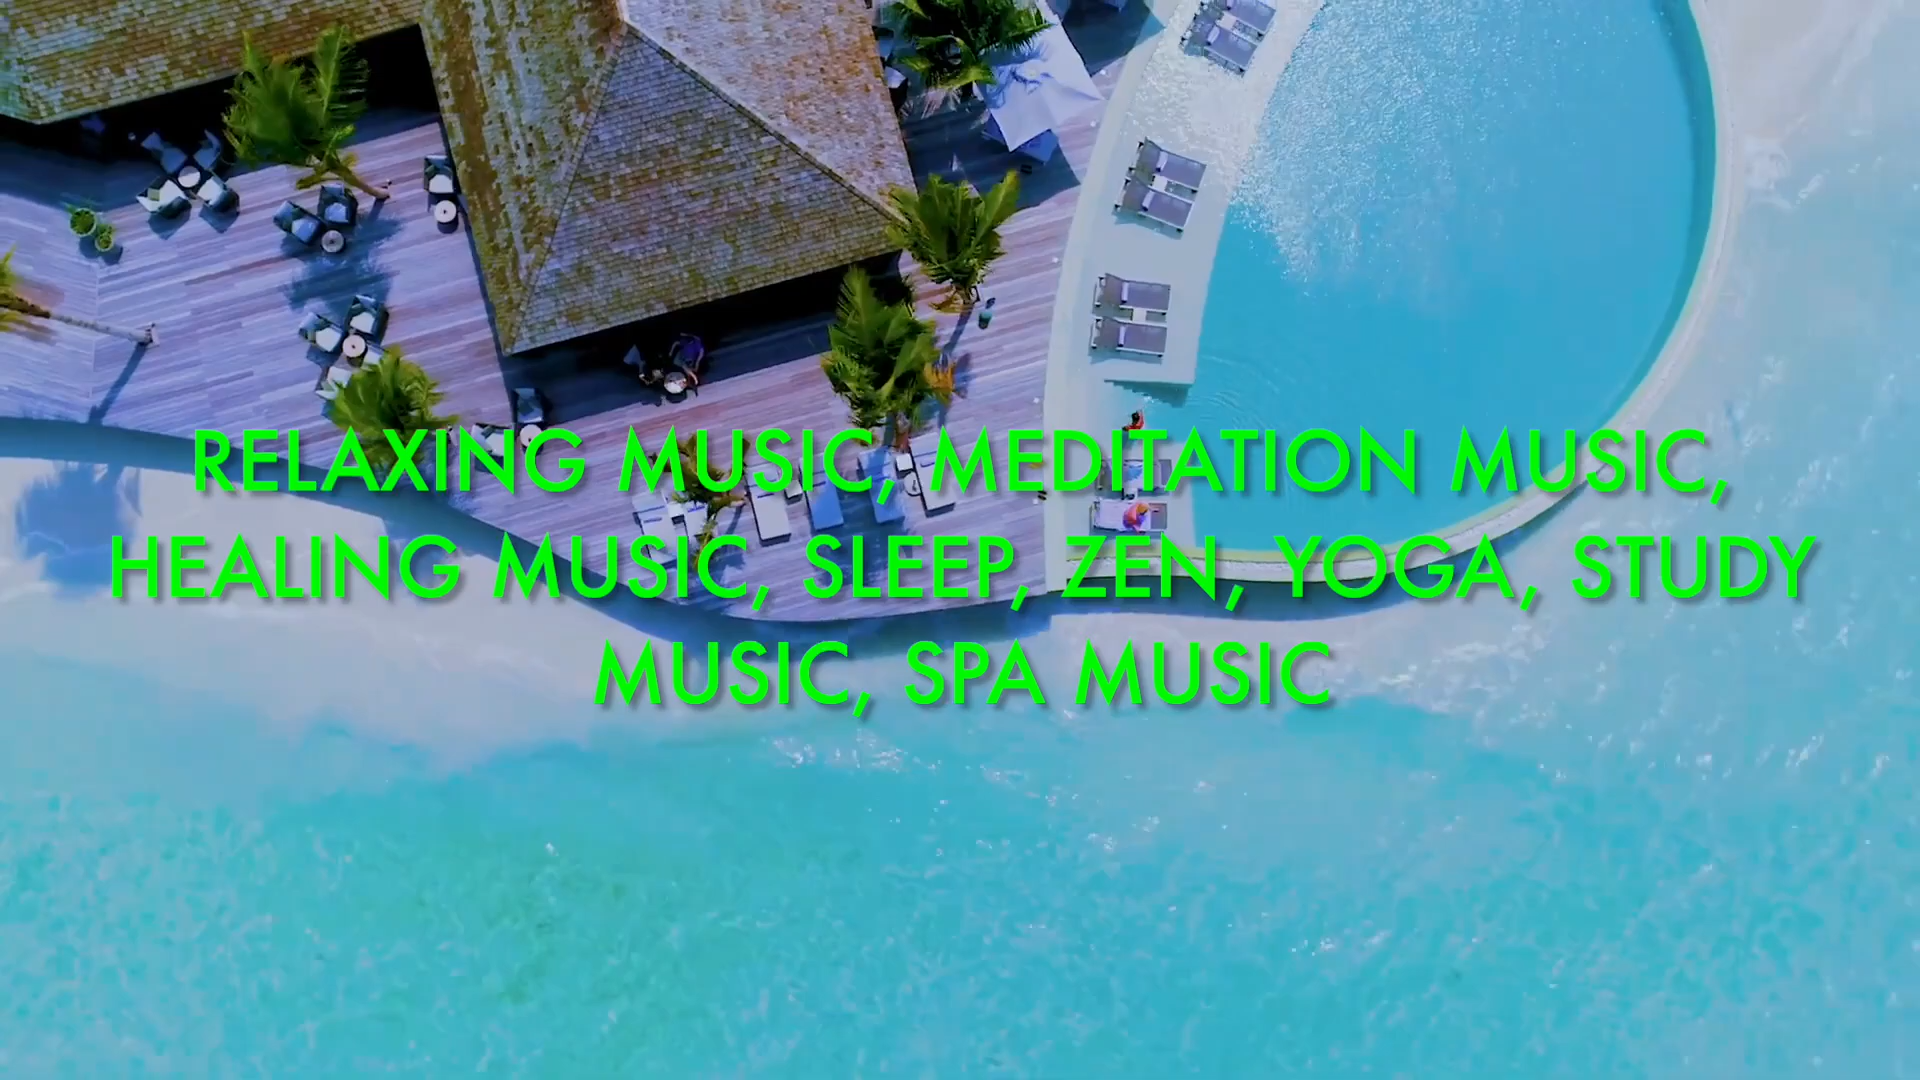 RELAXING MUSIC, MEDITATION MUSIC,
HEALING MUSIC, SLEEP, ZEN, YOGA, STUDY
MUSIC, SPA MUSIC